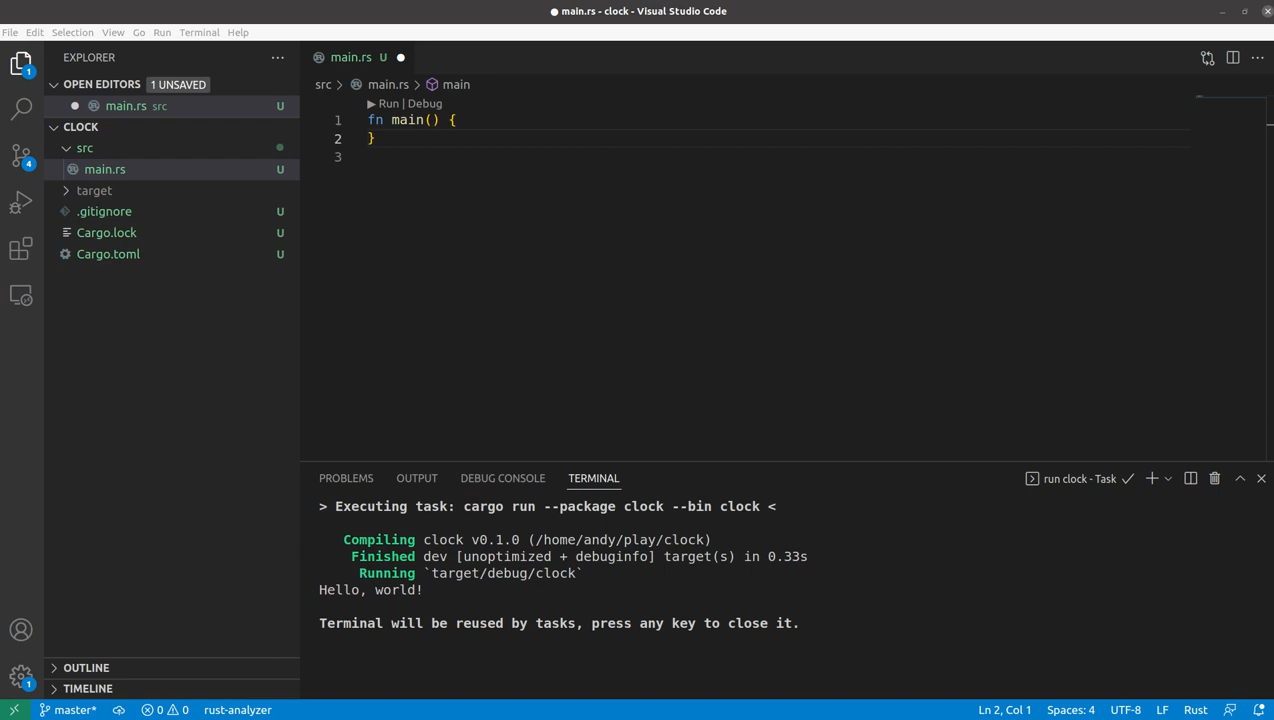 ● main.rs - clock - Visual Studio Code
File Edit Selection View Go Run Terminal Help
EXPLORER
OPEN EDITORS 1 UNSAVED
main.rs src U
CLOCK
src
main.rs U
target
.gitignore U
Cargo.lock U
Cargo.toml U
OUTLINE
TIMELINE
1
4
1
main.rs U
src > main.rs > main
▶ Run | Debug
1 fn main() {
2 }
3
PROBLEMS OUTPUT DEBUG CONSOLE TERMINAL
run clock - Task
> Executing task: cargo run --package clock --bin clock <
Compiling clock v0.1.0 (/home/andy/play/clock)
Finished dev [unoptimized + debuginfo] target(s) in 0.33s
Running `target/debug/clock`
Hello, world!
Terminal will be reused by tasks, press any key to close it.
master* 0 0 rust-analyzer Ln 2, Col 1 Spaces: 4 UTF-8 LF Rust